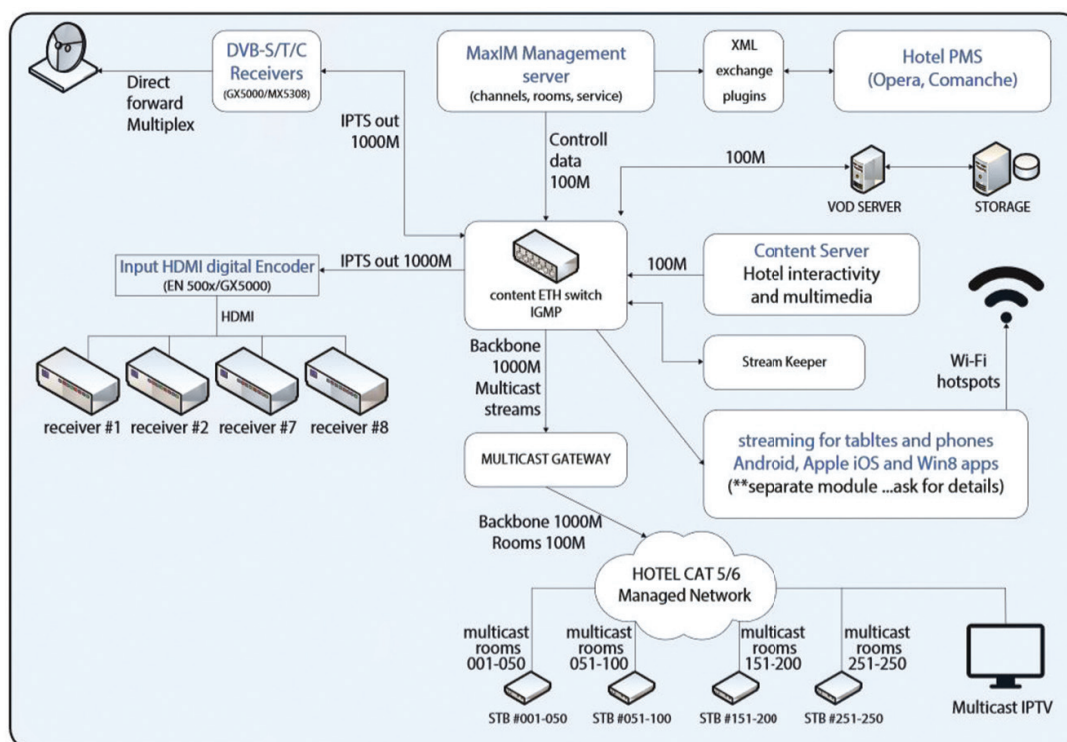 DVB-S/T/C
Receivers
(GX5000/MX5308)
MaxIM Management
server
(channels, rooms, service)
XML
exchange
plugins
Hotel PMS
(Opera, Comanche)
Direct
forward
Multiplex
IPTS out
1000M
Controll
data
100M
100M
VOD SERVER
STORAGE
Input HDMI digital Encoder
(EN 500x/GX5000)
IPTS out 1000M
content ETH switch
IGMP
100M
Content Server
Hotel interactivity
and multimedia
HDMI
receiver #1
receiver #2
receiver #7
receiver #8
Backbone
1000M
Multicast
streams
Stream Keeper
Wi-Fi
hotspots
MULTICAST GATEWAY
streaming for tabltes and phones
Android, Apple iOS and Win8 apps
(**separate module ...ask for details)
Backbone 1000M
Rooms 100M
HOTEL CAT 5/6
Managed Network
multicast
rooms
001-050
multicast
rooms
051-100
multicast
rooms
151-200
multicast
rooms
251-250
STB #001-050
STB #051-100
STB #151-200
STB #251-250
Multicast IPTV